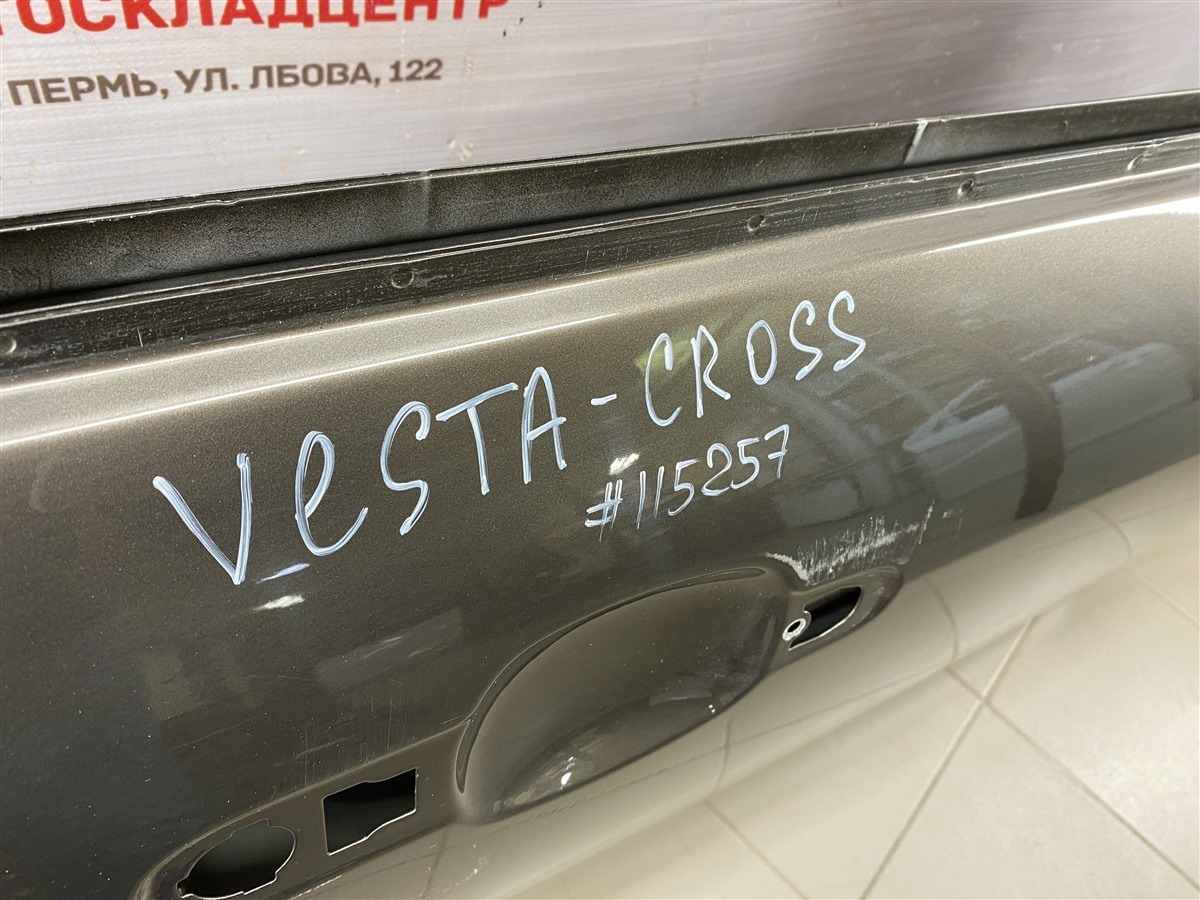 ТОСКЛАДЦЕНТР
ПЕРМЬ, УЛ. ЛБОВА, 122
VeSTA-CROSS
#115257